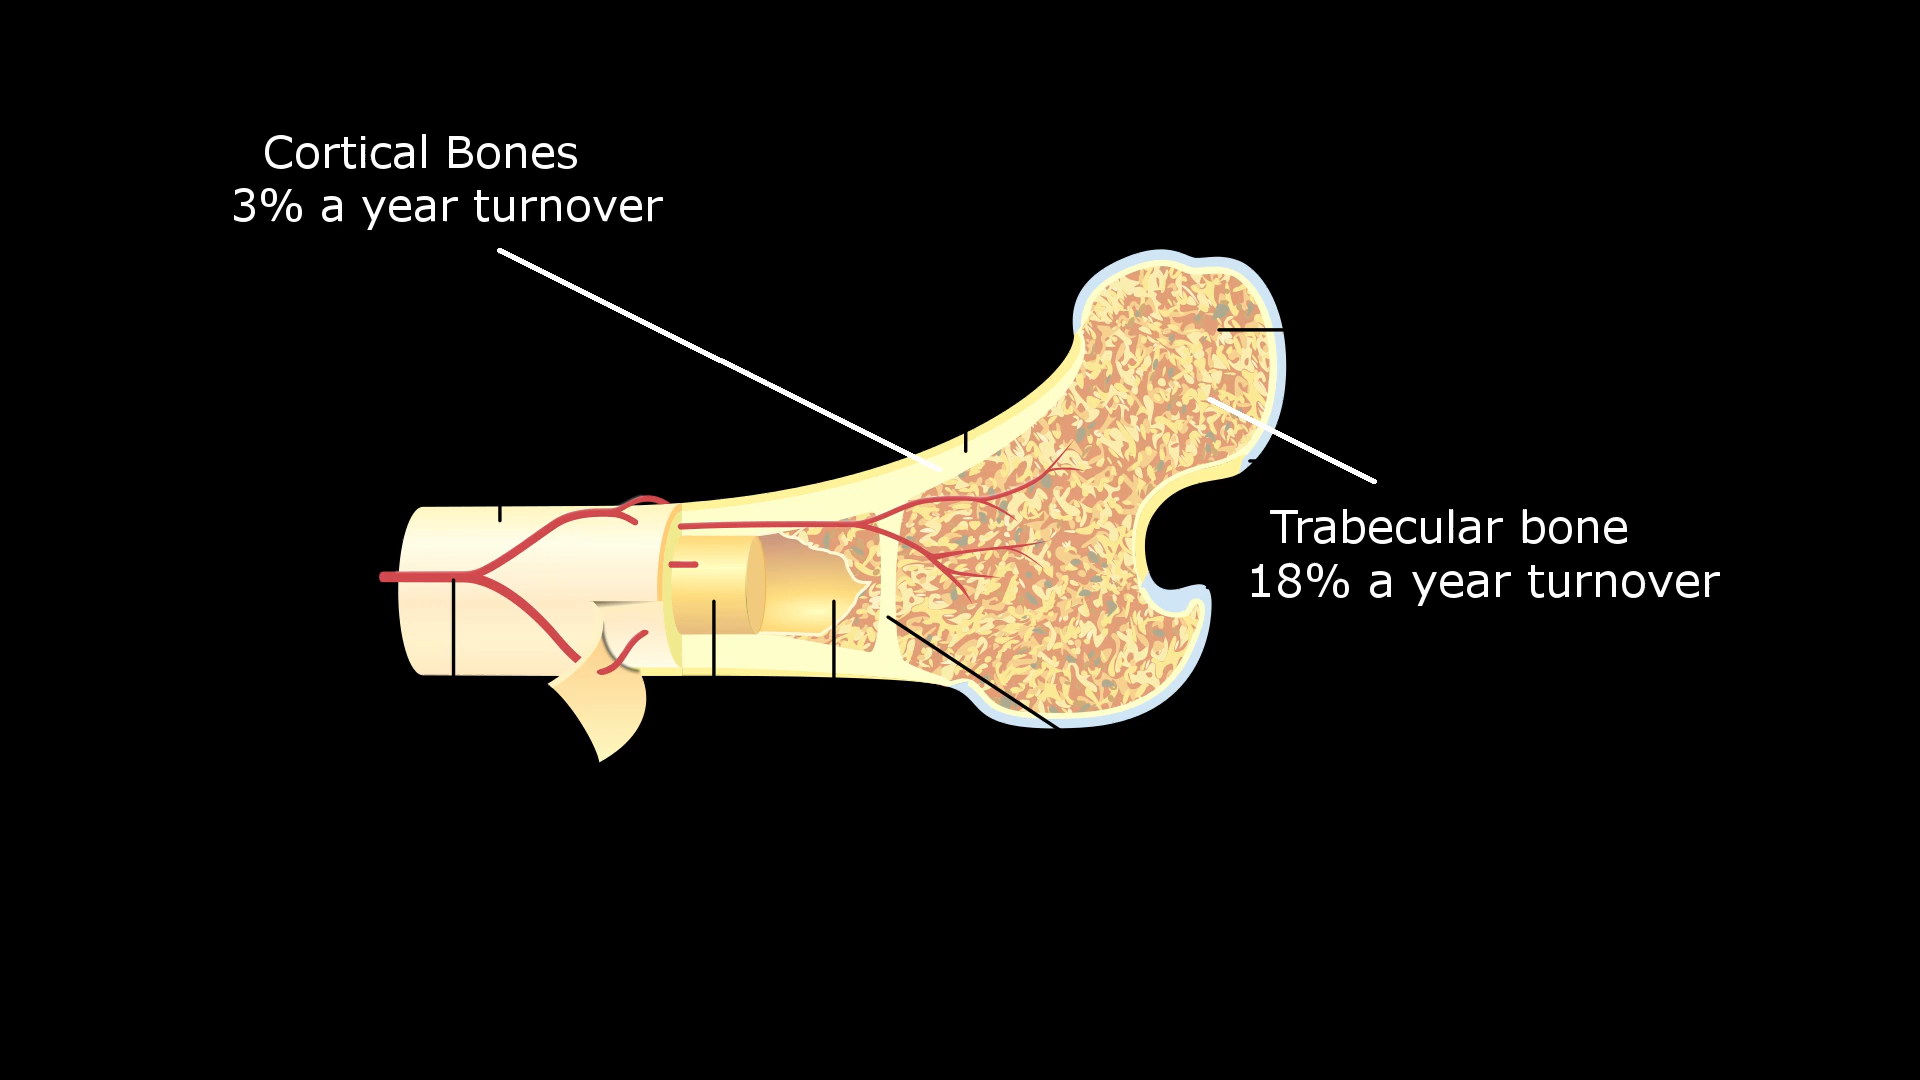 Cortical Bones
3% a year turnover
Trabecular bone
18% a year turnover